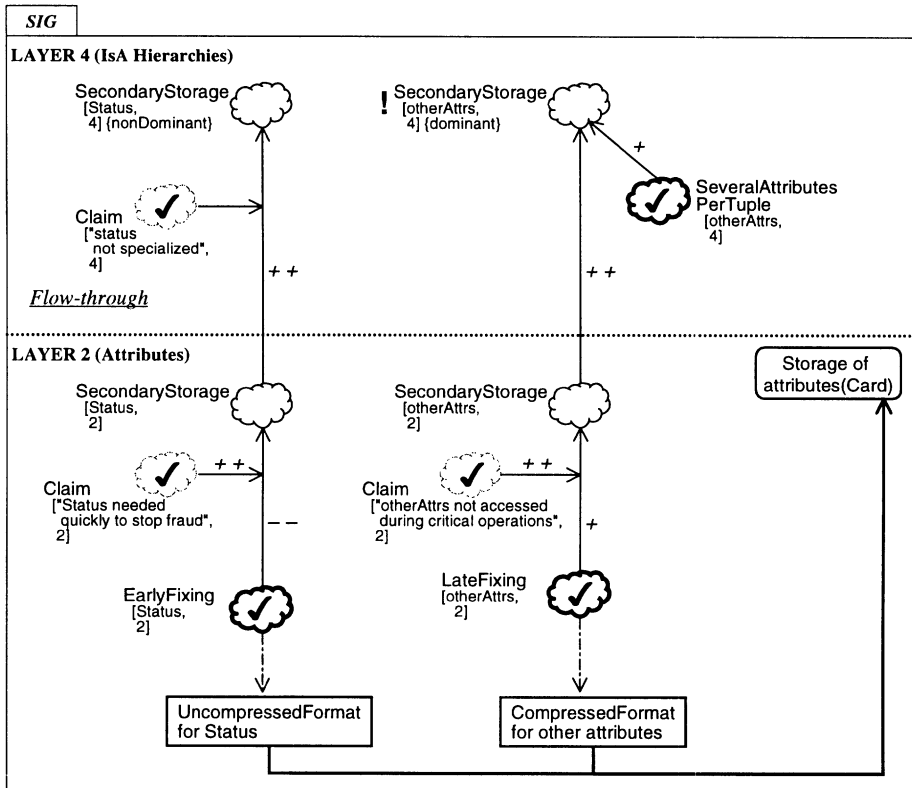 SIG
LAYER 4 (IsA Hierarchies)
SecondaryStorage
[Status,
4] {nonDominant}
! SecondaryStorage
[otherAttrs,
4] {dominant}
+
SeveralAttributes
PerTuple
[otherAttrs,
4]
Claim
["status
not specialized",
4]
+ +
+ +
Flow-through
LAYER 2 (Attributes)
Storage of
attributes(Card)
SecondaryStorage
[Status,
2]
SecondaryStorage
[otherAttrs,
2]
+ +
Claim
["Status needed
quickly to stop fraud",
2]
− −
+ +
Claim
["otherAttrs not accessed
during critical operations",
2]
+
EarlyFixing
[Status,
2]
LateFixing
[otherAttrs,
2]
UncompressedFormat
for Status
CompressedFormat
for other attributes